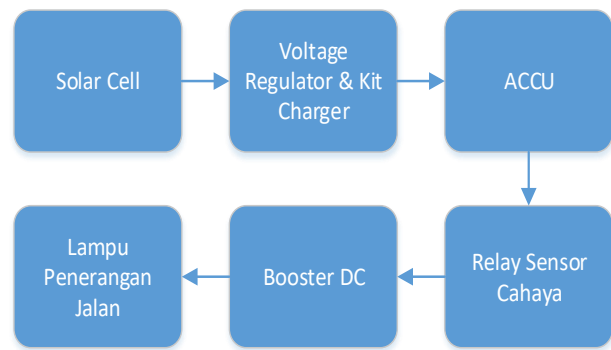 Solar Cell
Voltage
Regulator & Kit
Charger
ACCU
Lampu
Penerangan
Jalan
Booster DC
Relay Sensor
Cahaya